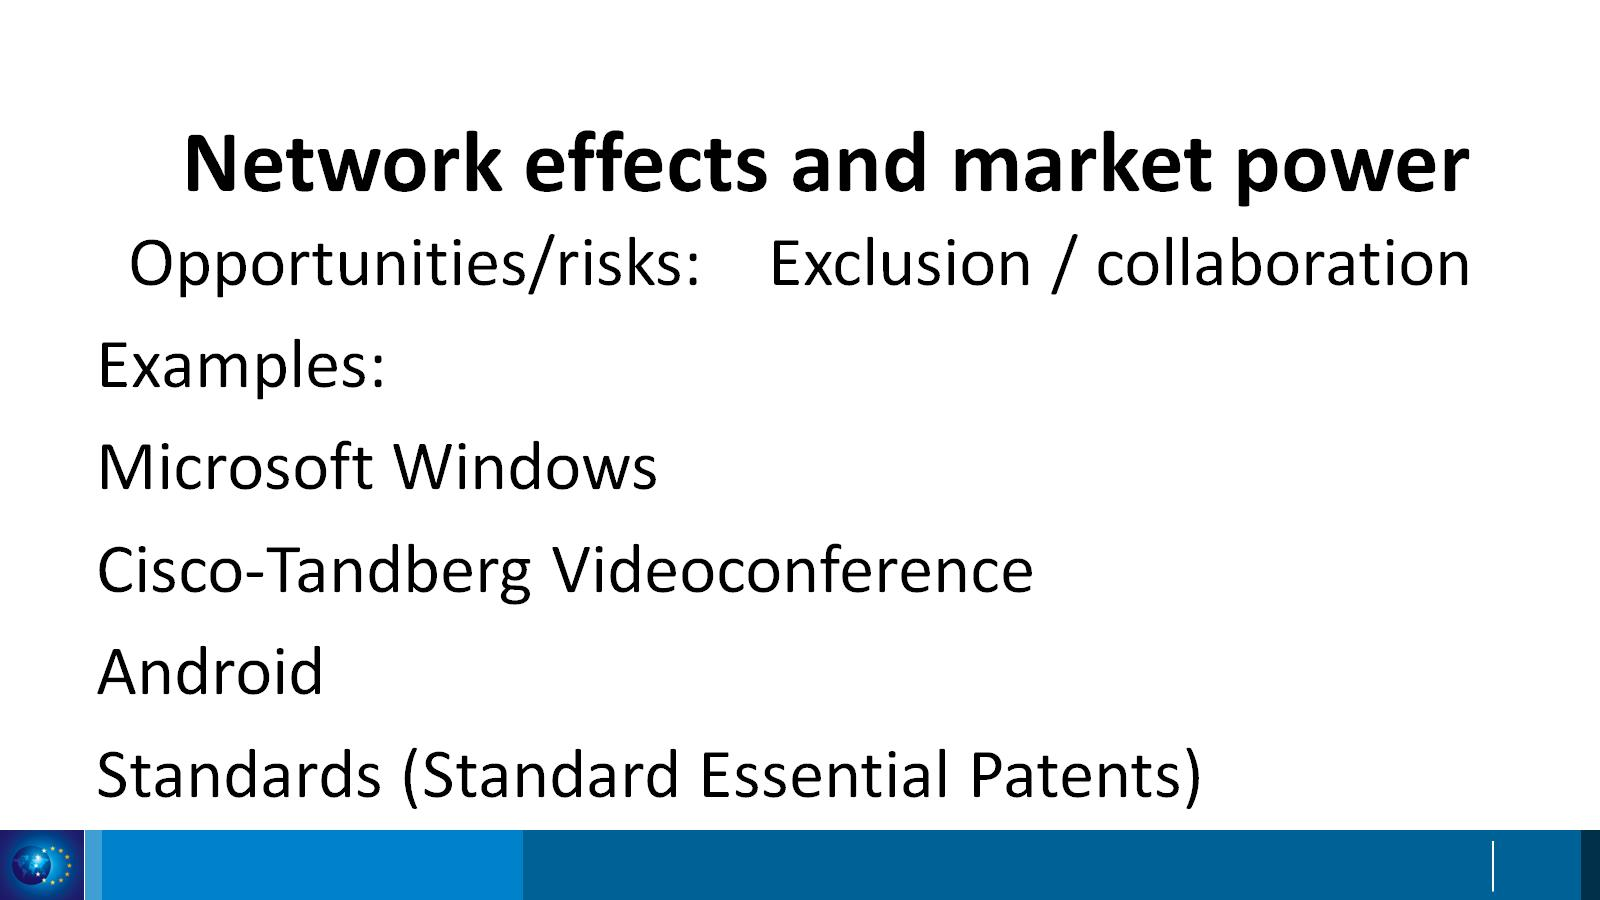 Network effects and market power
Opportunities/risks: Exclusion / collaboration
Examples:
Microsoft Windows
Cisco-Tandberg Videoconference
Android
Standards (Standard Essential Patents)